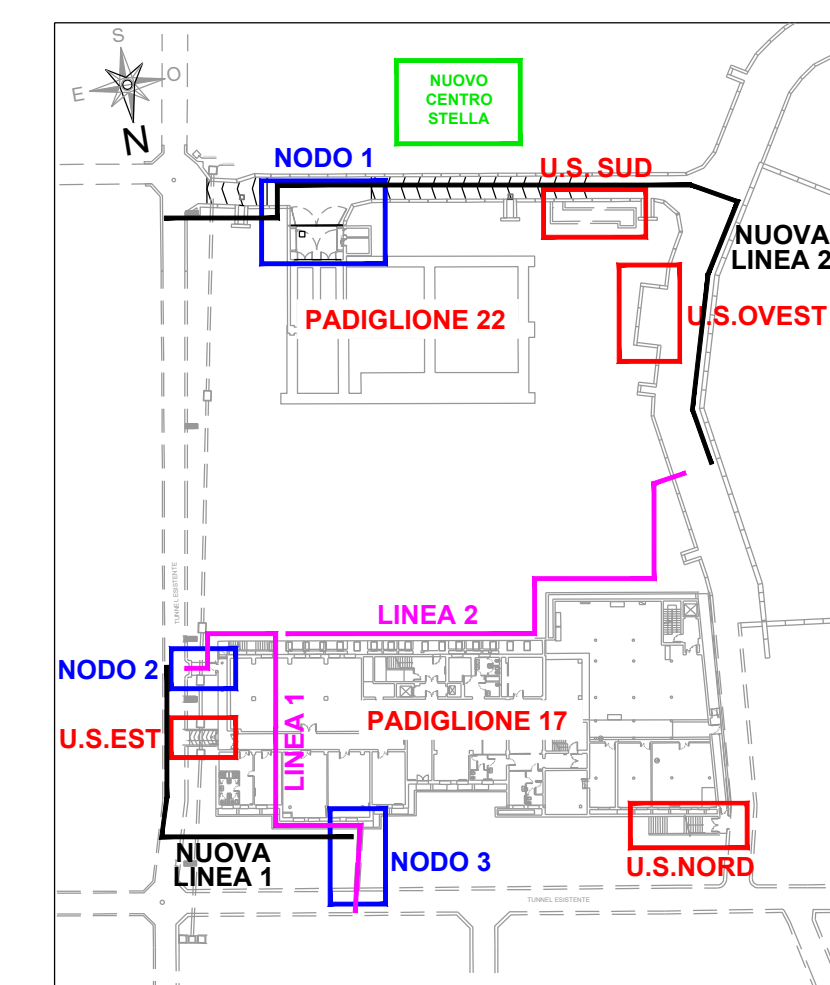 S
E
O
N
NUOVO
CENTRO
STELLA
NODO 1
U.S. SUD
NUOVA
LINEA 2
U.S.OVEST
PADIGLIONE 22
TUNNEL ESISTENTE
LINEA 2
NODO 2
U.S.EST
LINEA 1
PADIGLIONE 17
NUOVA
LINEA 1
NODO 3
U.S.NORD
TUNNEL ESISTENTE